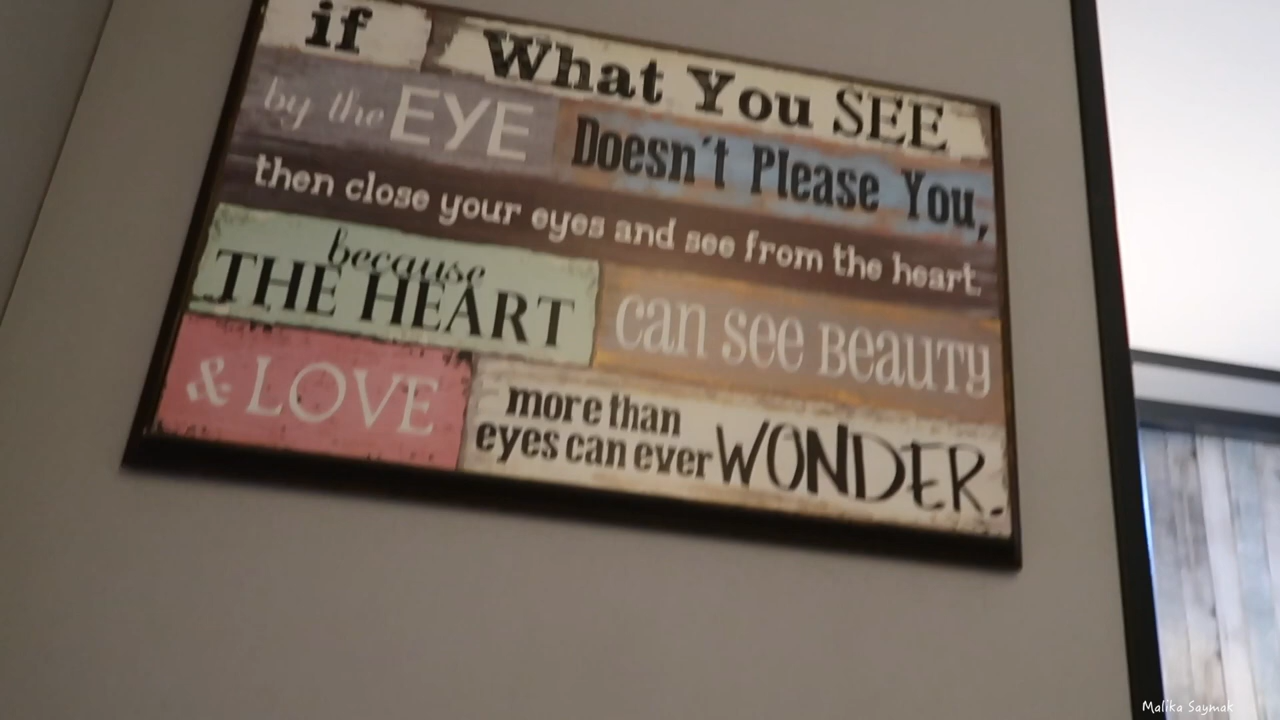 if What You SEE
by the EYE Doesn't Please You,
then close your eyes and see from the heart
because
THE HEART can see BEAUTY
& LOVE more than
eyes can ever WONDER.
Malika Saymak